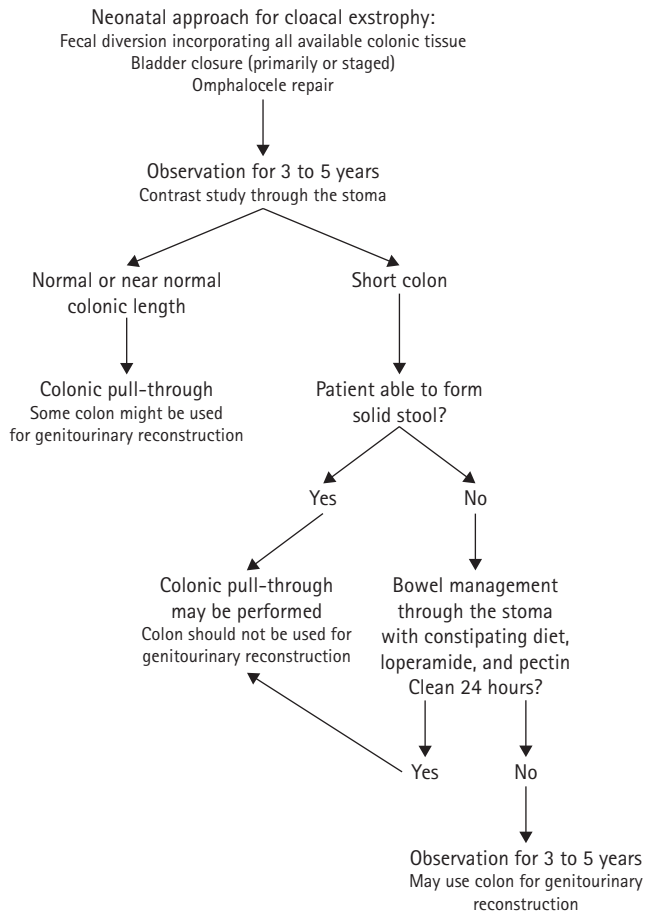 Neonatal approach for cloacal exstrophy:
Fecal diversion incorporating all available colonic tissue
Bladder closure (primarily or staged)
Omphalocele repair
Observation for 3 to 5 years
Contrast study through the stoma
Normal or near normal
colonic length
Short colon
Colonic pull-through
Some colon might be used
for genitourinary reconstruction
Patient able to form
solid stool?
Yes
No
Colonic pull-through
may be performed
Colon should not be used for
genitourinary reconstruction
Bowel management
through the stoma
with constipating diet,
loperamide, and pectin
Clean 24 hours?
Yes
No
Observation for 3 to 5 years
May use colon for genitourinary
reconstruction